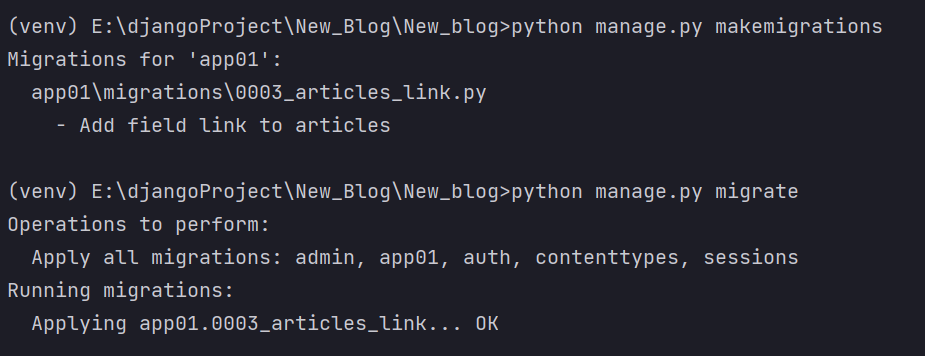 (venv) E:\djangoProject\New_Blog\New_blog>python manage.py makemigrations
Migrations for 'app01':
  app01\migrations\0003_articles_link.py
    - Add field link to articles

(venv) E:\djangoProject\New_Blog\New_blog>python manage.py migrate
Operations to perform:
  Apply all migrations: admin, app01, auth, contenttypes, sessions
Running migrations:
  Applying app01.0003_articles_link... OK